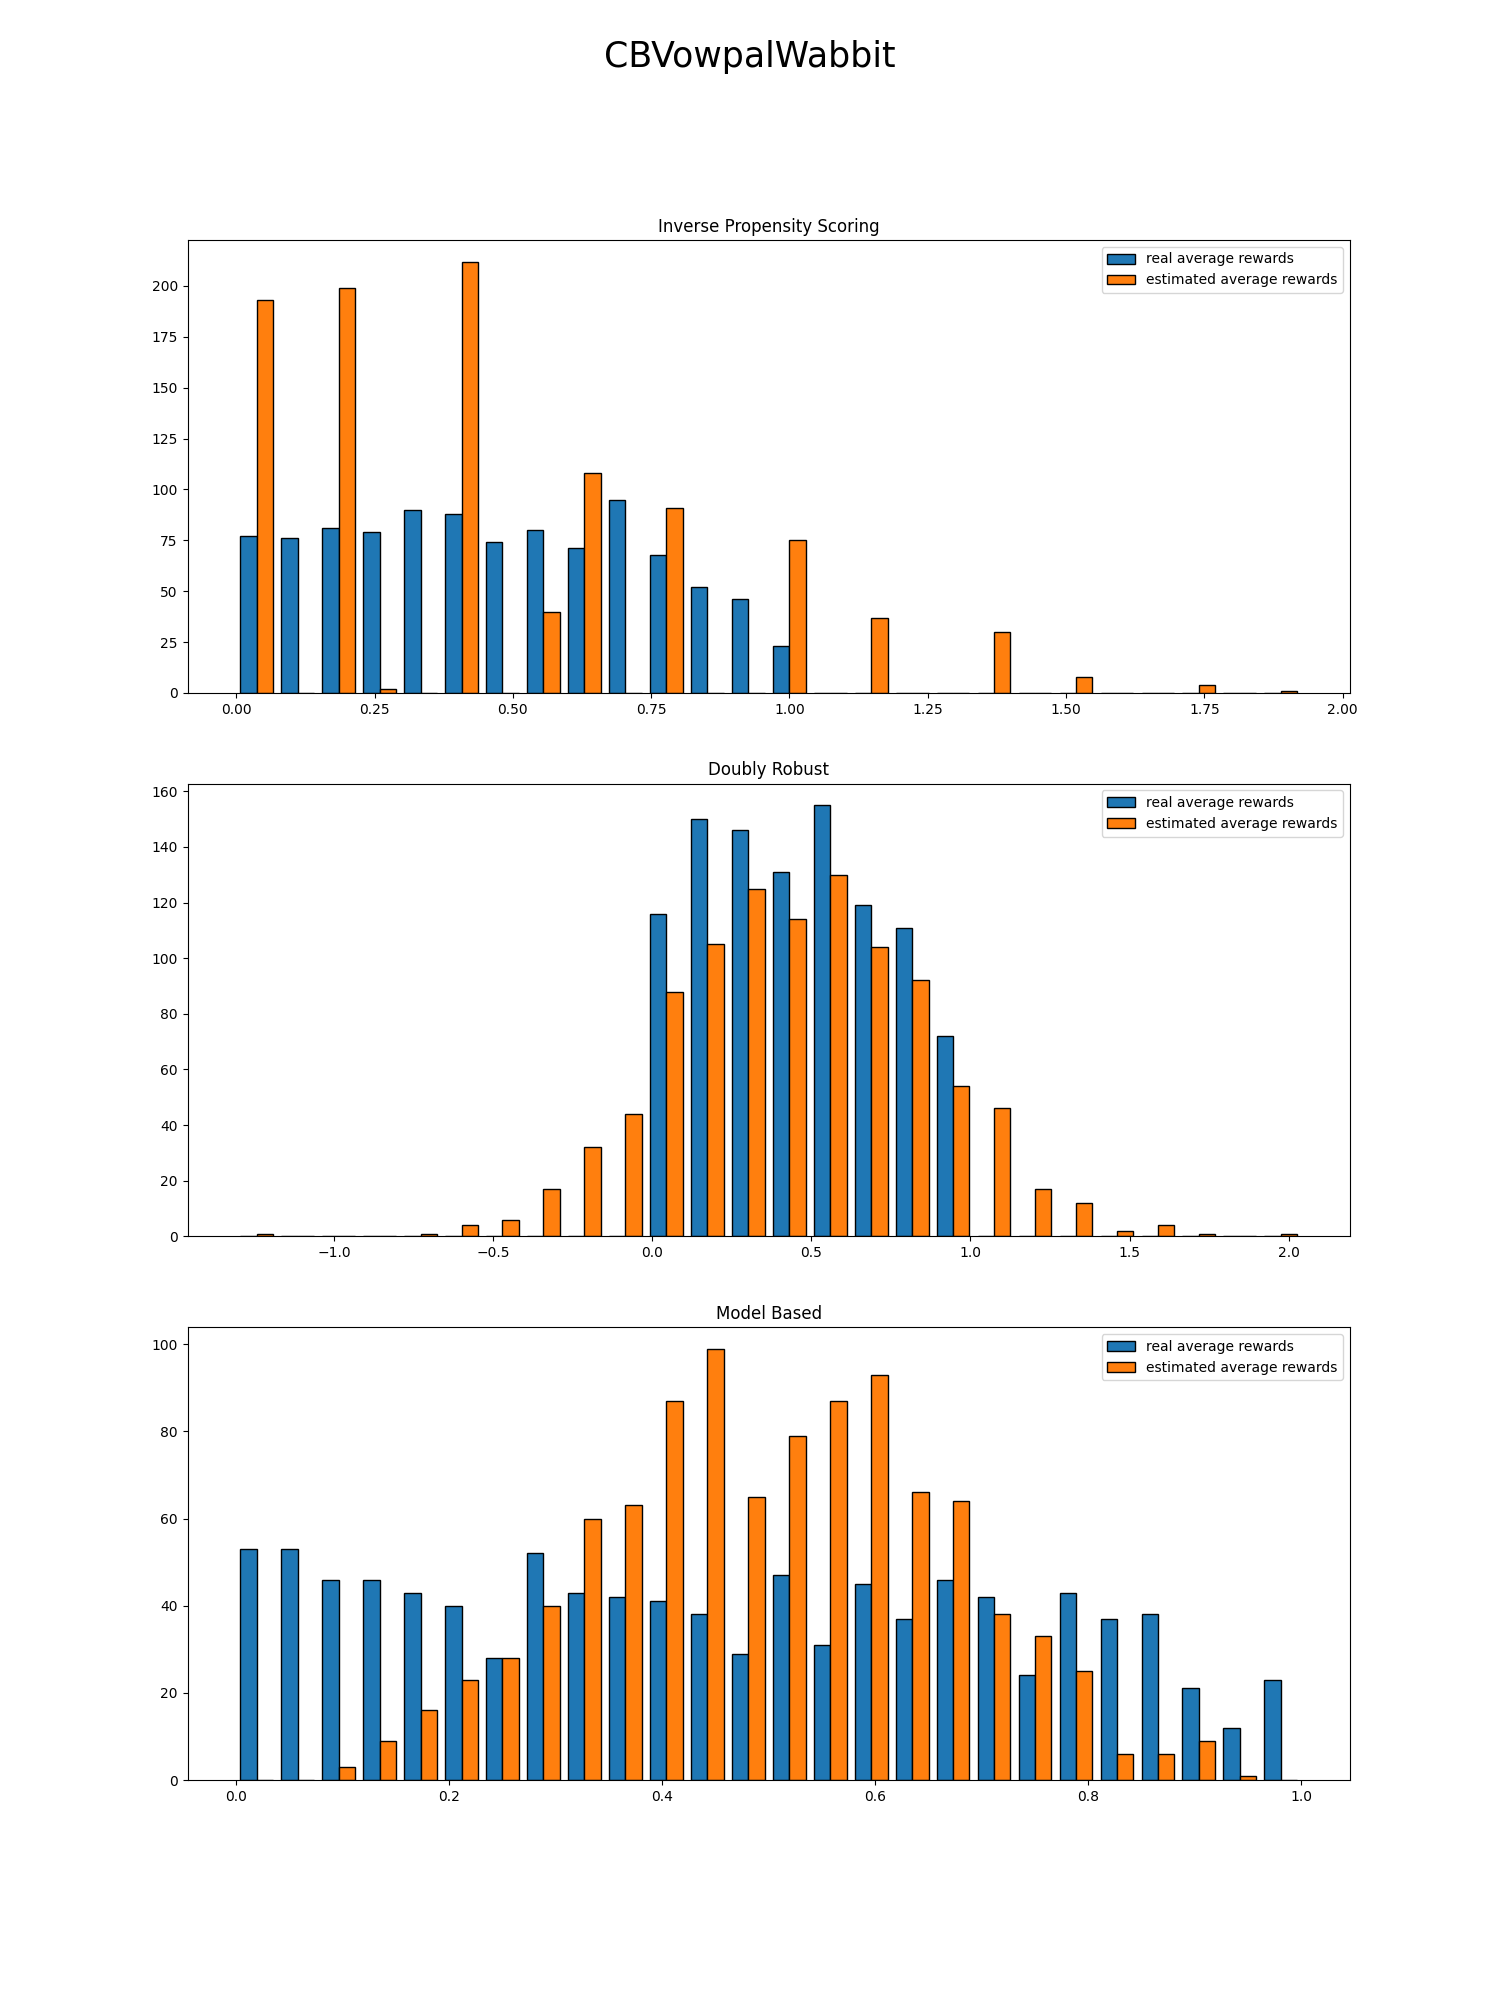 CBVowpalWabbit
Inverse Propensity Scoring
real average rewards
estimated average rewards
200
175
150
125
100
75
50
25
0
0.00 0.25 0.50 0.75 1.00 1.25 1.50 1.75 2.00
Doubly Robust
real average rewards
estimated average rewards
160
140
120
100
80
60
40
20
0
−1.0 −0.5 0.0 0.5 1.0 1.5 2.0
Model Based
real average rewards
estimated average rewards
100
80
60
40
20
0
0.0 0.2 0.4 0.6 0.8 1.0